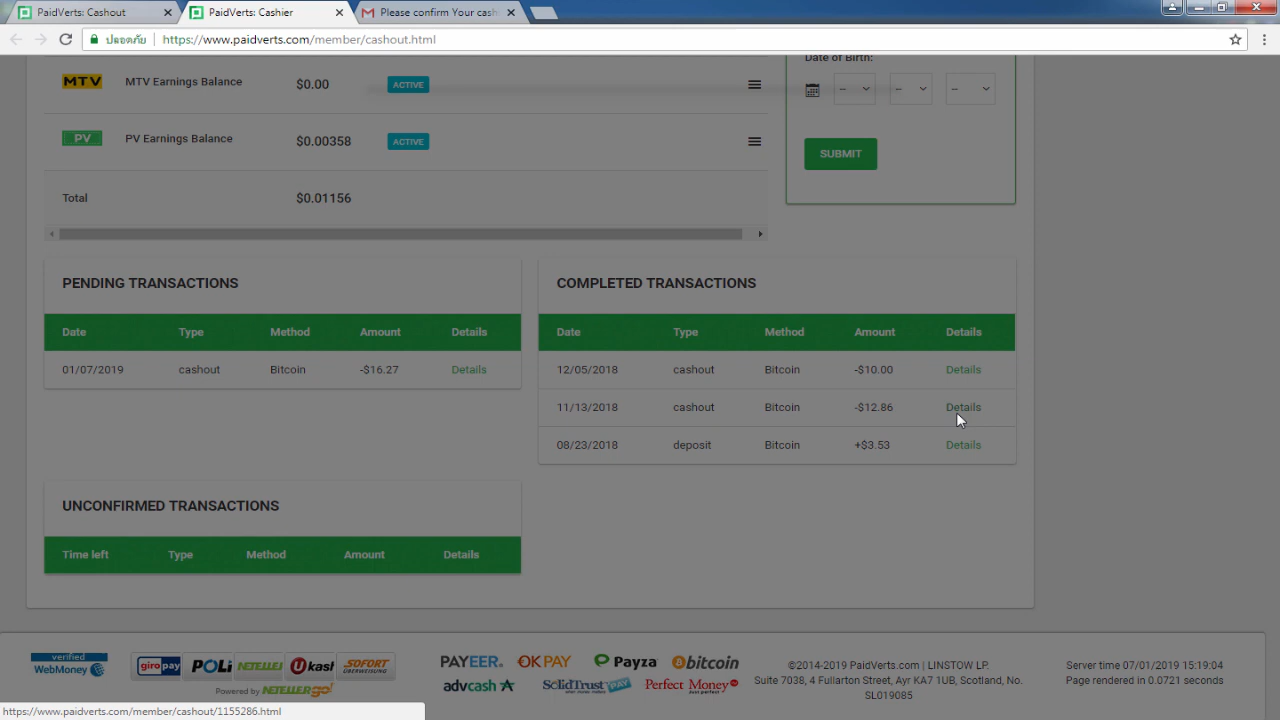 PaidVerts: Cashout
PaidVerts: Cashier
Please confirm Your cash
ปลอดภัย
https://www.paidverts.com/member/cashout.html
Date of Birth:
MTV
MTV Earnings Balance
$0.00
ACTIVE
--
--
--
PV
PV Earnings Balance
$0.00358
ACTIVE
SUBMIT
Total
$0.01156
PENDING TRANSACTIONS
Date Type Method Amount Details
01/07/2019 cashout Bitcoin -$16.27 Details
COMPLETED TRANSACTIONS
Date Type Method Amount Details
12/05/2018 cashout Bitcoin -$10.00 Details
11/13/2018 cashout Bitcoin -$12.86 Details
08/23/2018 deposit Bitcoin +$3.53 Details
UNCONFIRMED TRANSACTIONS
Time left Type Method Amount Details
verified
WebMoney
giropay
POLi
NETELLER
Ukash
SOFORT
ÜBERWEISUNG
Powered by NETELLER go!
PAYEER OKPAY Payza bitcoin
advcash SolidTrust PAY Perfect Money
©2014-2019 PaidVerts.com | LINSTOW LP.
Suite 7038, 4 Fullarton Street, Ayr KA7 1UB, Scotland, No.
SL019085
Server time 07/01/2019 15:19:04
Page rendered in 0.0721 seconds
https://www.paidverts.com/member/cashout/1155286.html